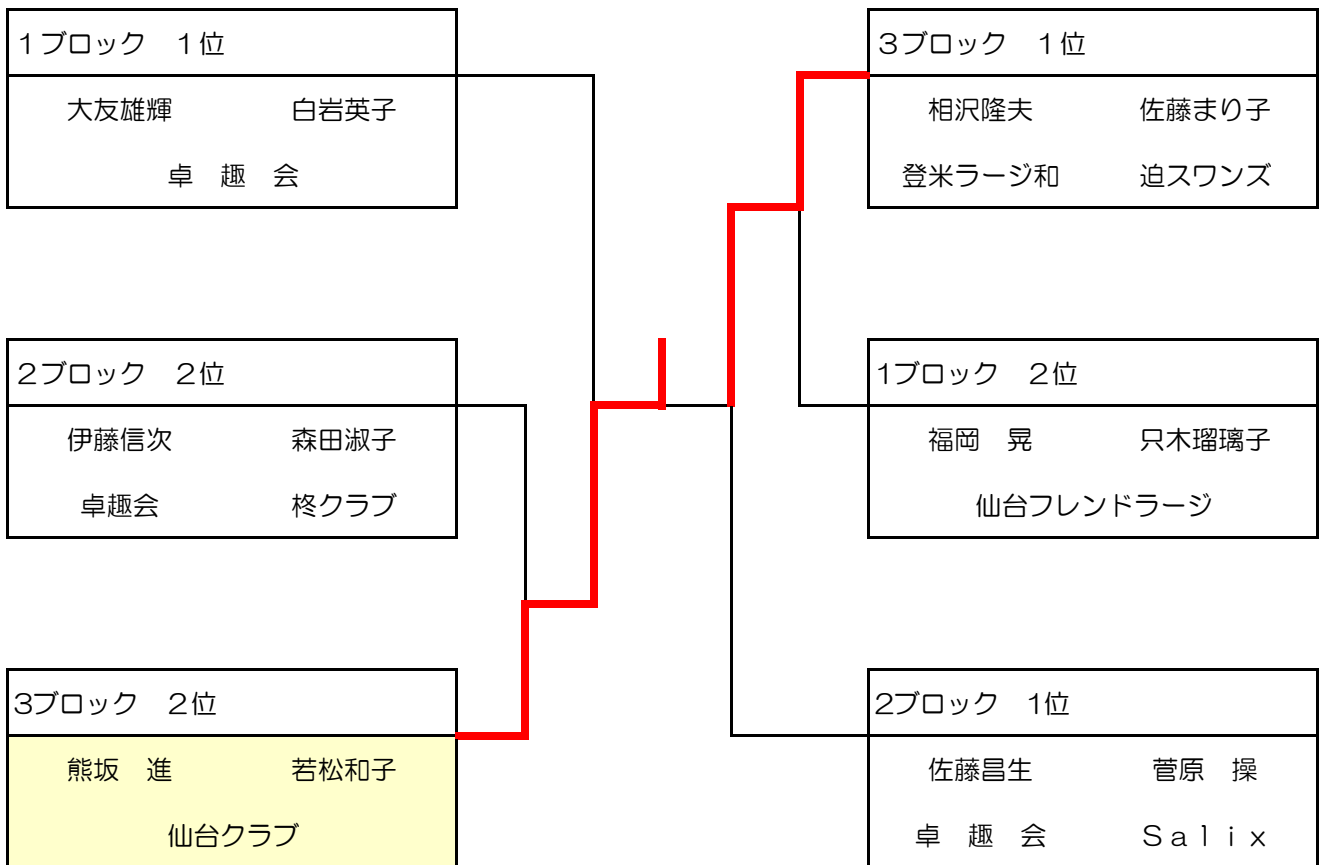 １ブロック　１位
大友雄輝　白岩英子
卓　趣　会
２ブロック　２位
伊藤信次　森田淑子
卓趣会　柊クラブ
3ブロック　２位
熊坂　進　若松和子
仙台クラブ
３ブロック　１位
相沢隆夫　佐藤まり子
登米ラージ和　迫スワンズ
1ブロック　２位
福岡　晃　只木瑠璃子
仙台フレンドラージ
2ブロック　1位
佐藤昌生　菅原　操
卓　趣　会　Ｓａｌｉｘ